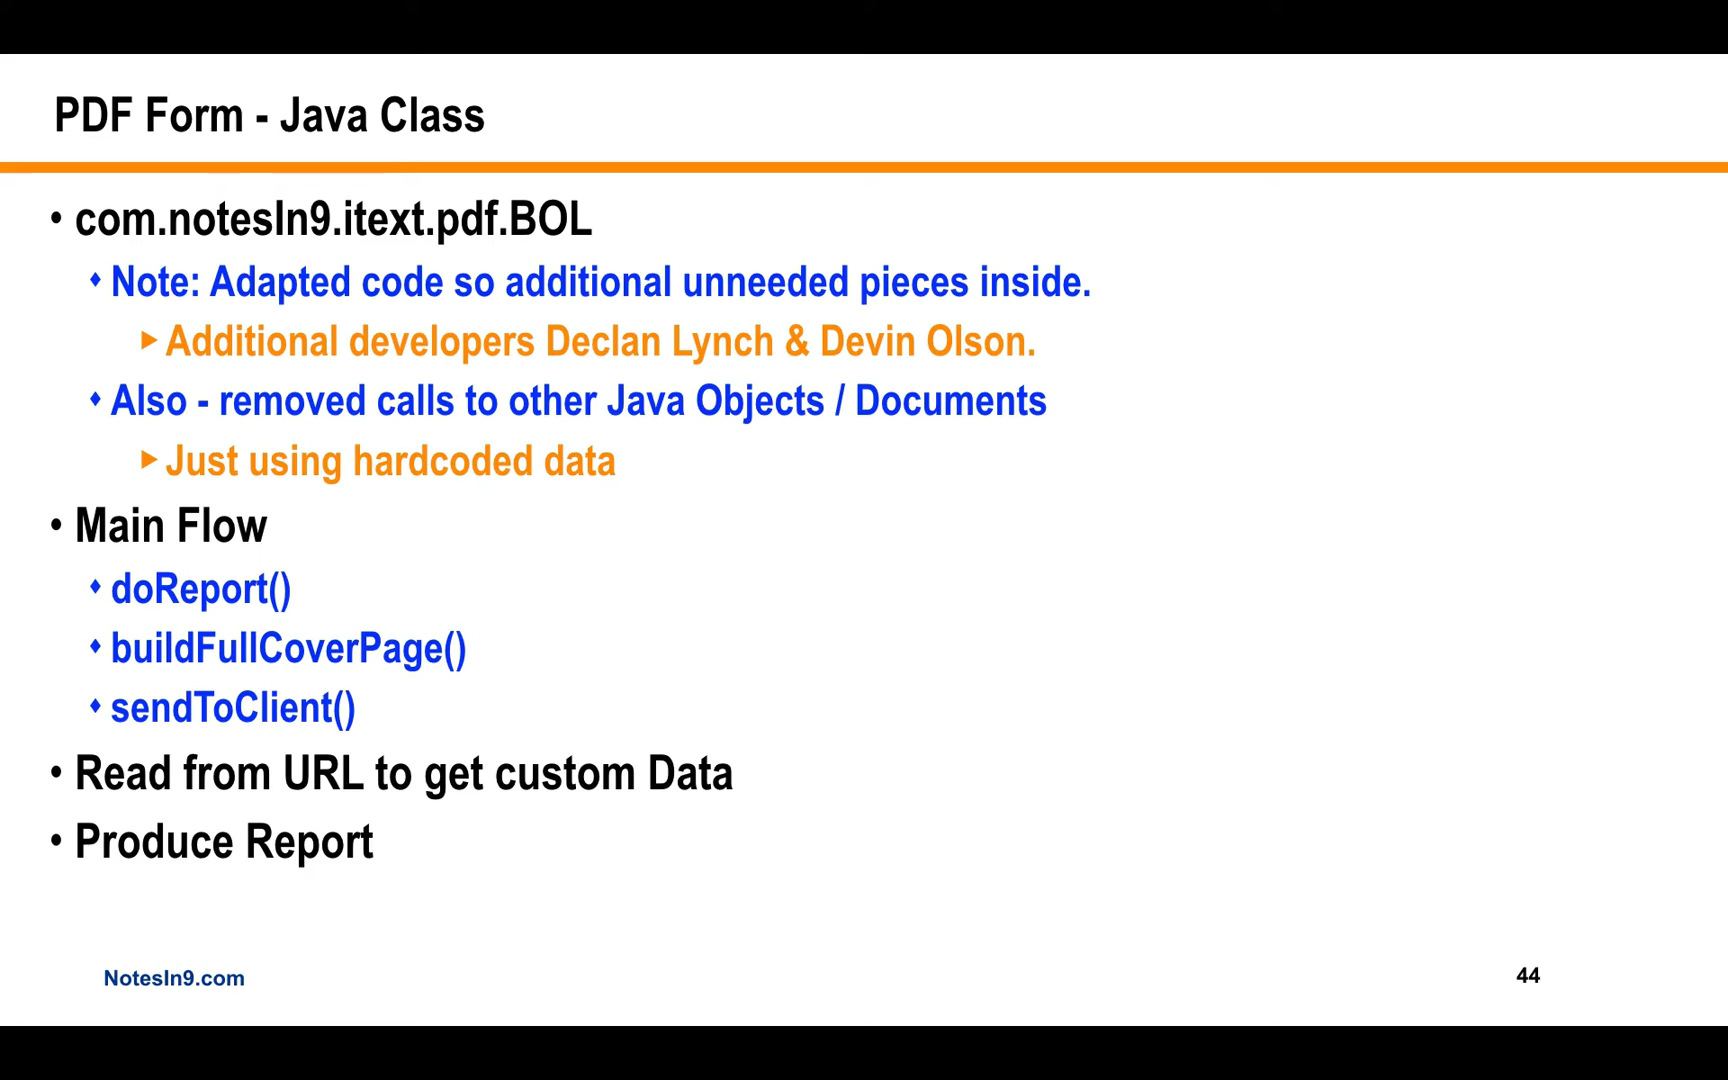 PDF Form - Java Class
• com.notesIn9.itext.pdf.BOL
♦ Note: Adapted code so additional unneeded pieces inside.
► Additional developers Declan Lynch & Devin Olson.
♦ Also - removed calls to other Java Objects / Documents
► Just using hardcoded data
• Main Flow
♦ doReport()
♦ buildFullCoverPage()
♦ sendToClient()
• Read from URL to get custom Data
• Produce Report
NotesIn9.com
44